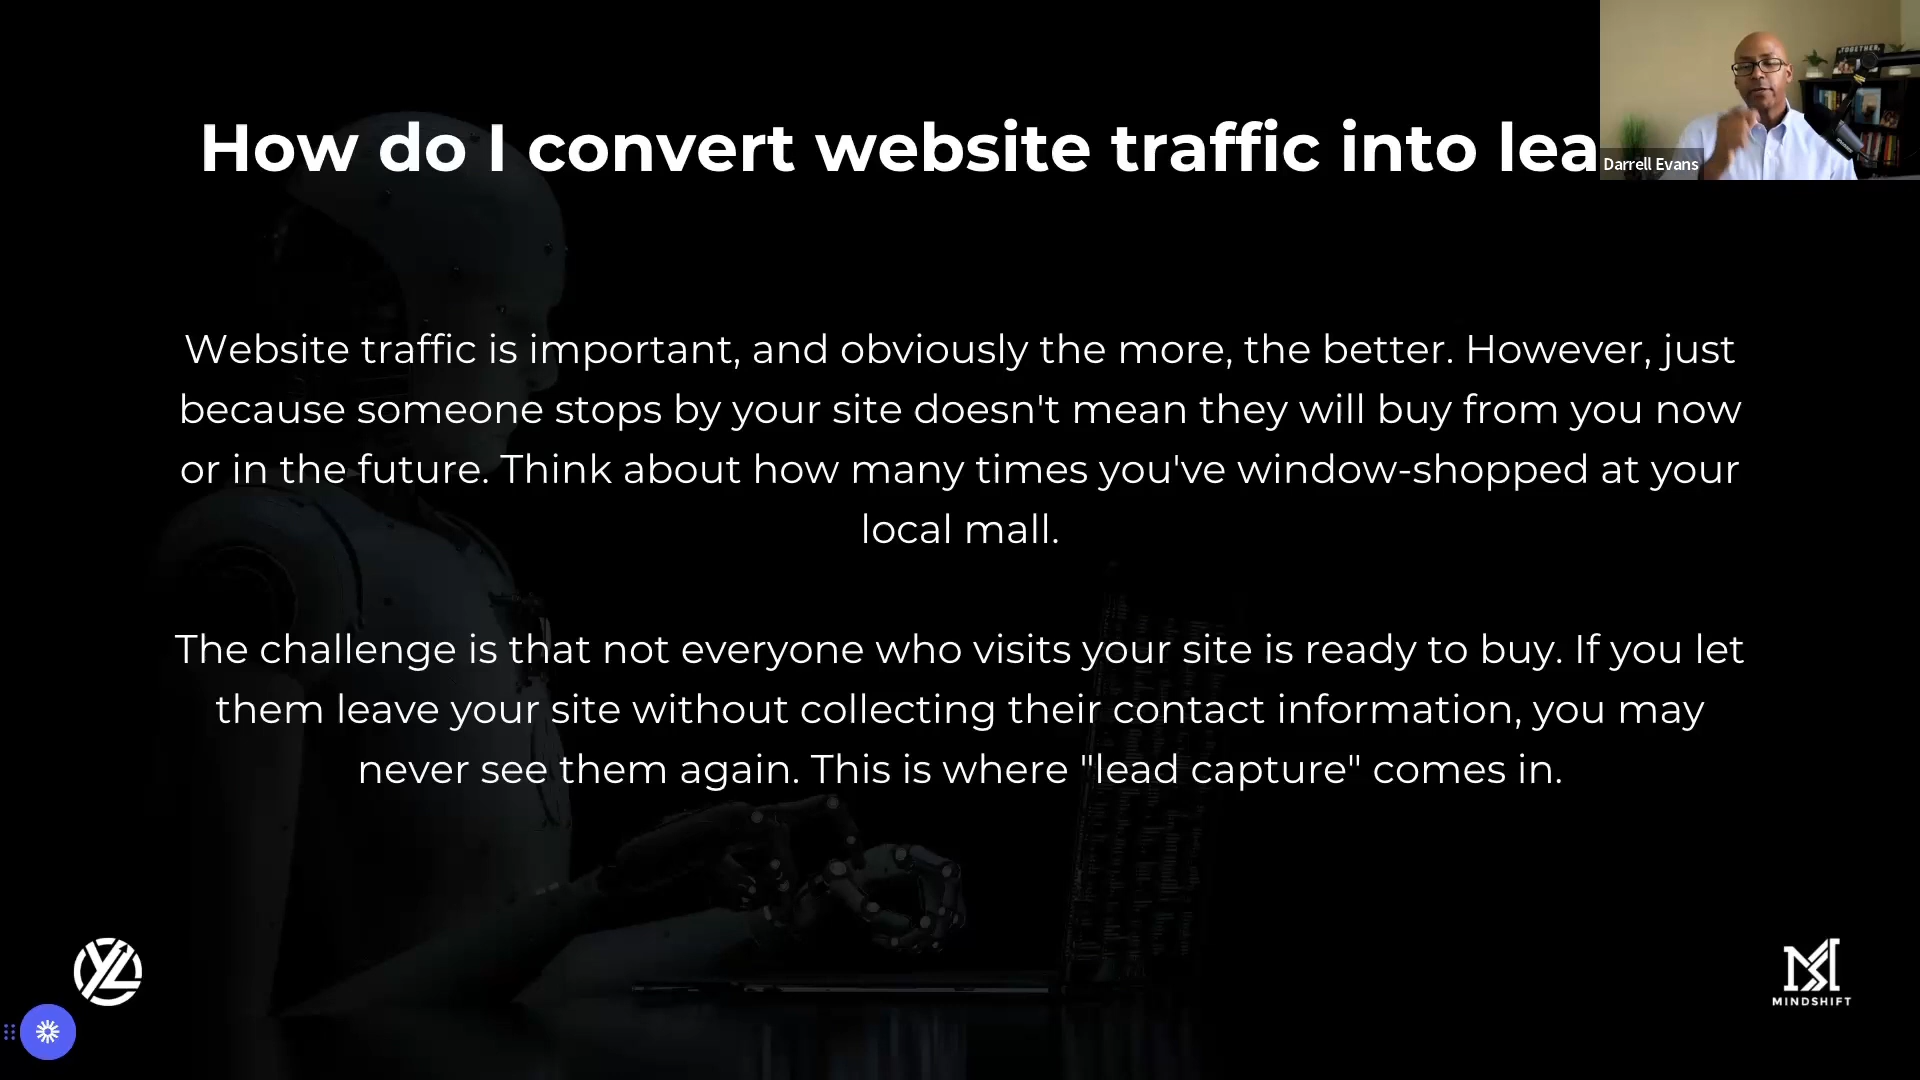 How do I convert website traffic into lea
TOGETHER
Darrell Evans
Website traffic is important, and obviously the more, the better. However, just
because someone stops by your site doesn't mean they will buy from you now
or in the future. Think about how many times you've window-shopped at your
local mall.
The challenge is that not everyone who visits your site is ready to buy. If you let
them leave your site without collecting their contact information, you may
never see them again. This is where "lead capture" comes in.
MINDSHIFT